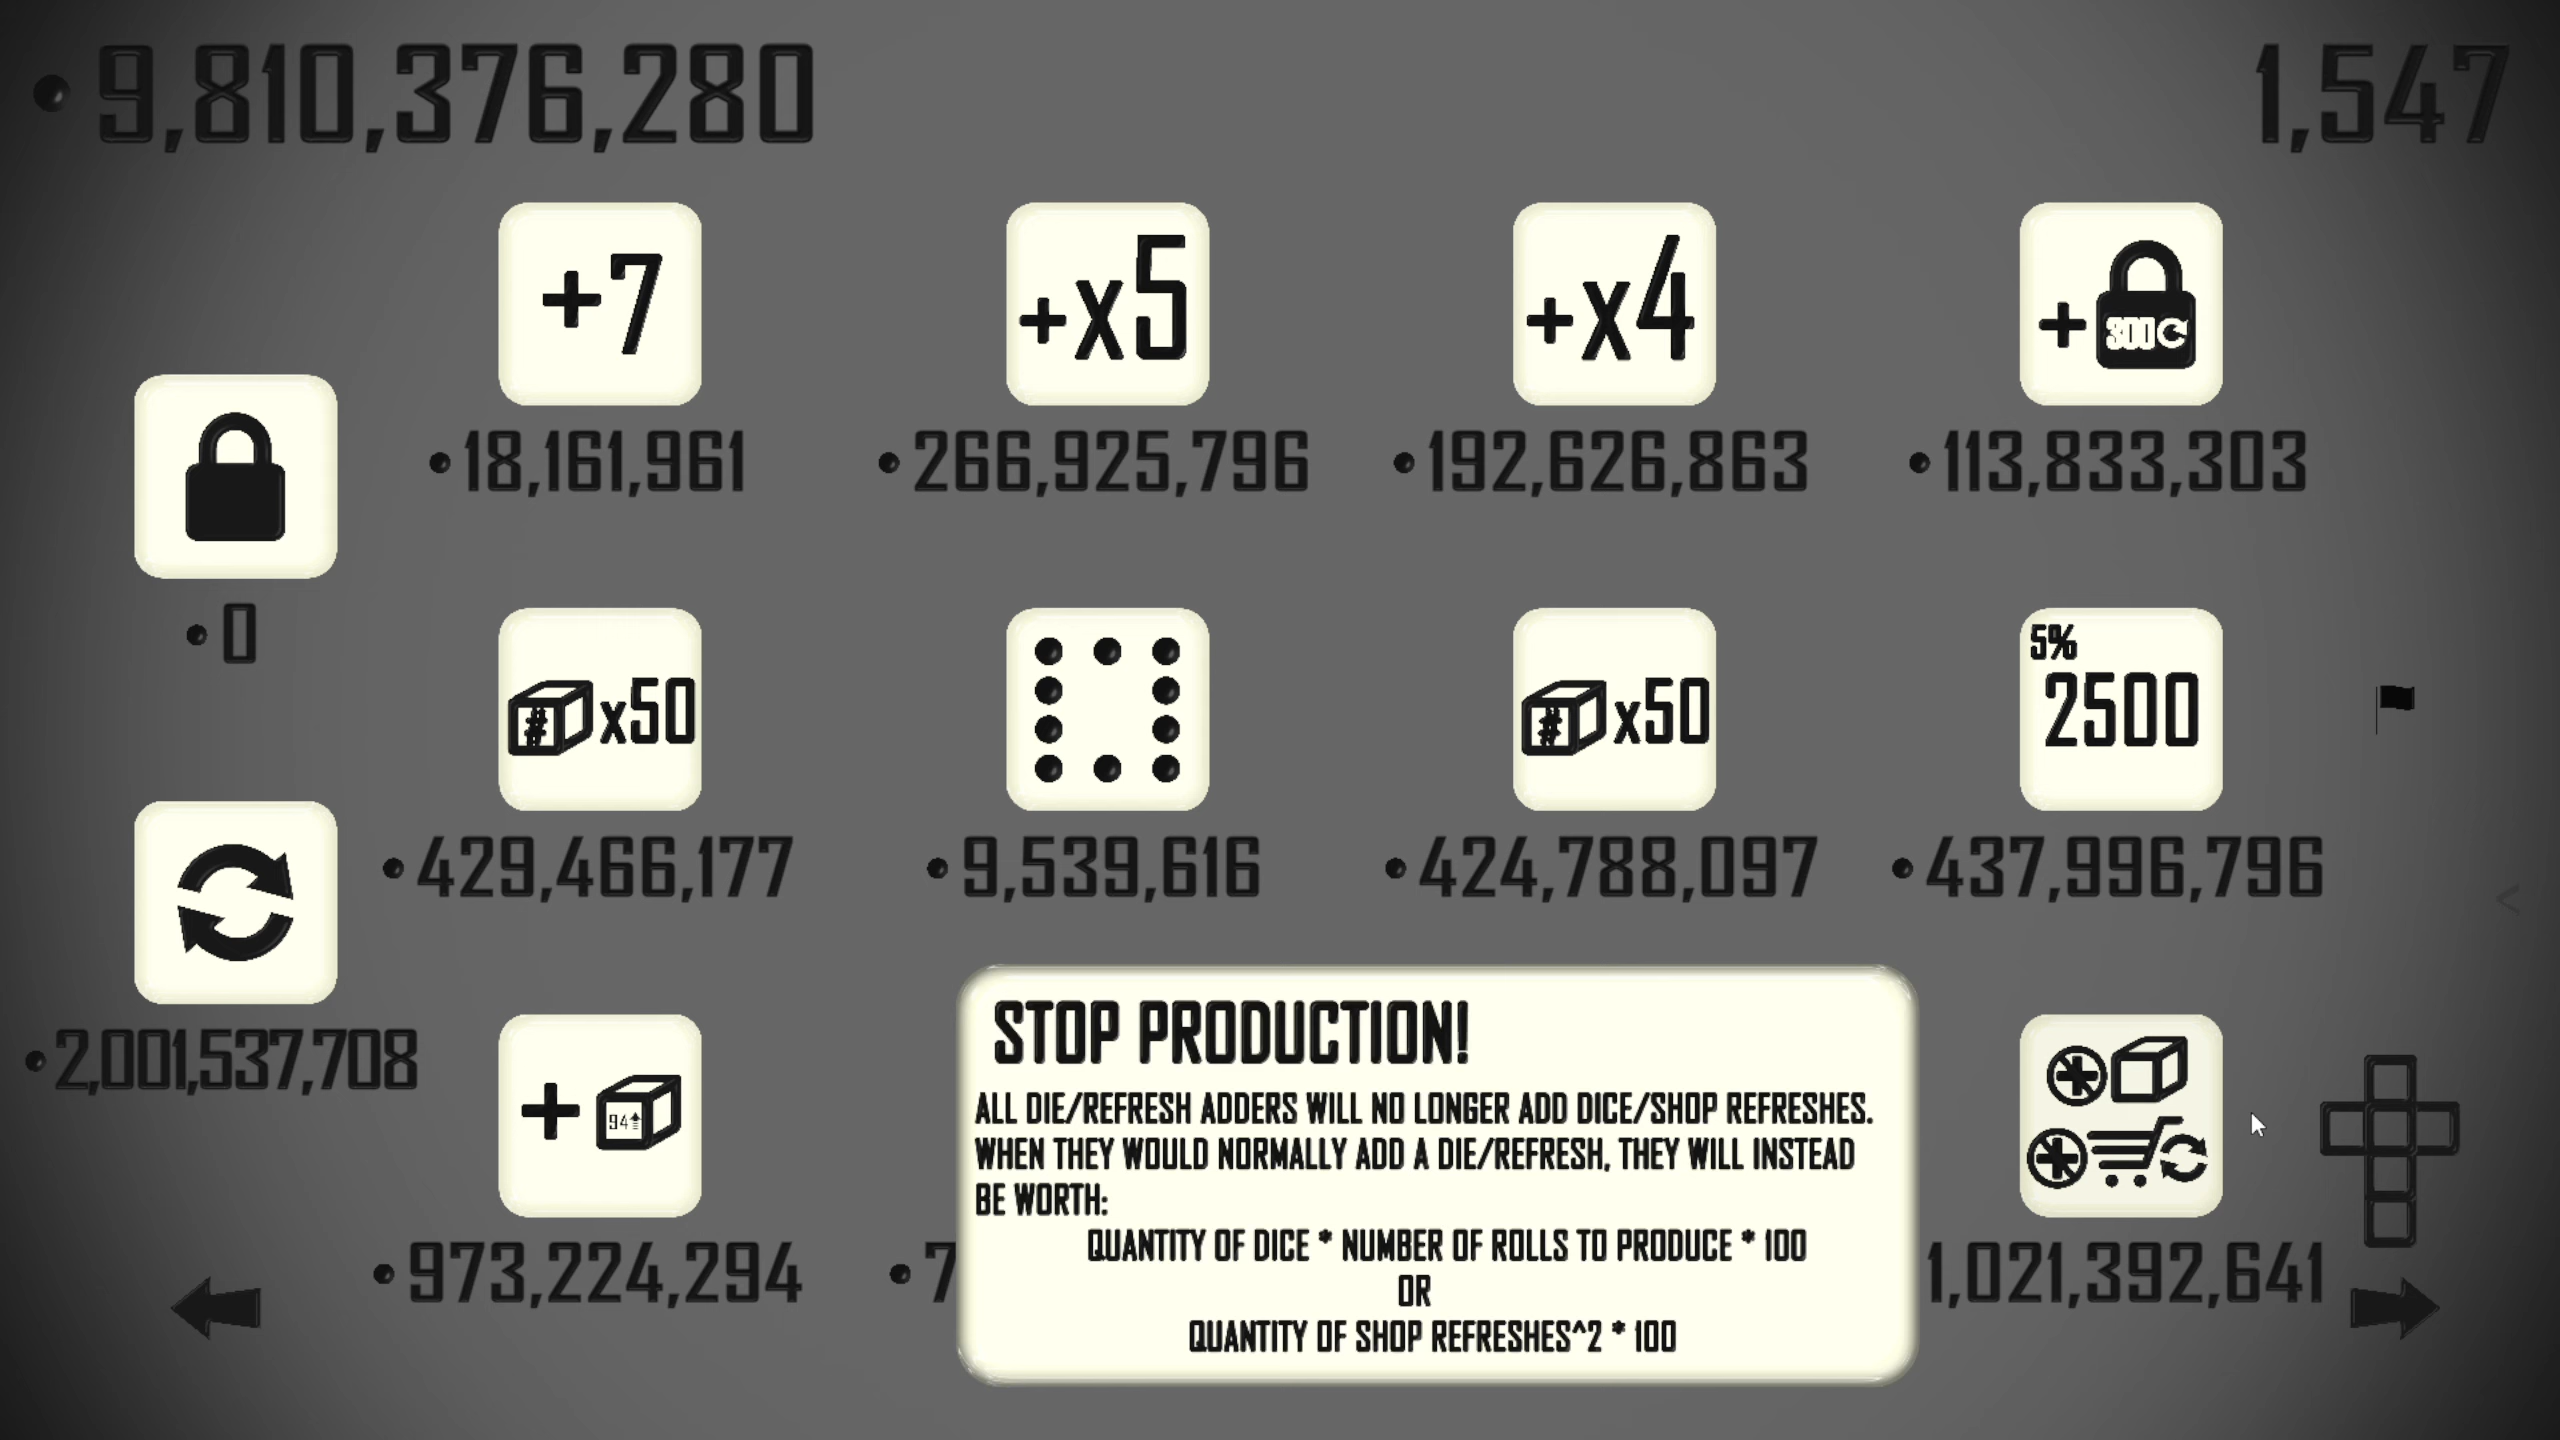 9,810,376,280
1,547
+7
+x5
+x4
+300
18,161,961
266,925,796
192,626,863
113,833,303
0
#x50
#x50
5%
2500
429,466,177
9,539,616
424,788,097
437,996,796
<
2,001,537,708
+94
STOP PRODUCTION!
ALL DIE/REFRESH ADDERS WILL NO LONGER ADD DICE/SHOP REFRESHES.
WHEN THEY WOULD NORMALLY ADD A DIE/REFRESH, THEY WILL INSTEAD
BE WORTH:
QUANTITY OF DICE * NUMBER OF ROLLS TO PRODUCE * 100
OR
QUANTITY OF SHOP REFRESHES^2 * 100
973,224,294
7
1,021,392,641